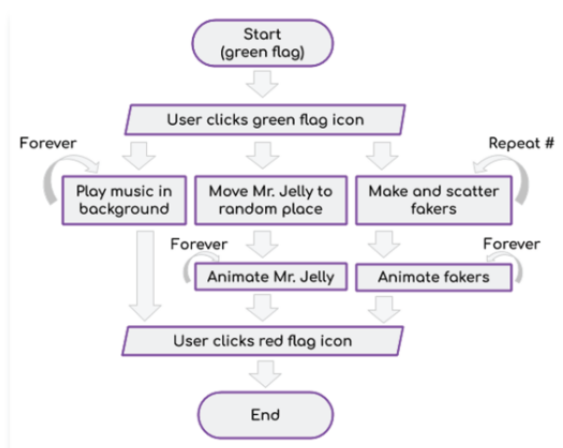 Start
(green flag)
User clicks green flag icon
Forever
Repeat #
Play music in
background
Move Mr. Jelly to
random place
Make and scatter
fakers
Forever
Forever
Animate Mr. Jelly
Animate fakers
User clicks red flag icon
End